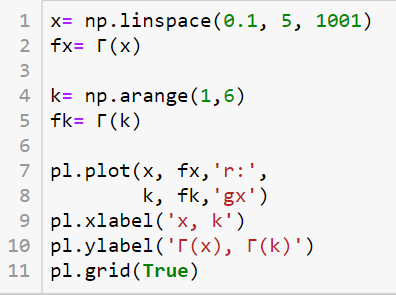 1 x= np.linspace(0.1, 5, 1001)
2 fx= Γ(x)
3
4 k= np.arange(1,6)
5 fk= Γ(k)
6
7 pl.plot(x, fx,'r:',
8         k, fk,'gx')
9 pl.xlabel('x, k')
10 pl.ylabel('Γ(x), Γ(k)')
11 pl.grid(True)